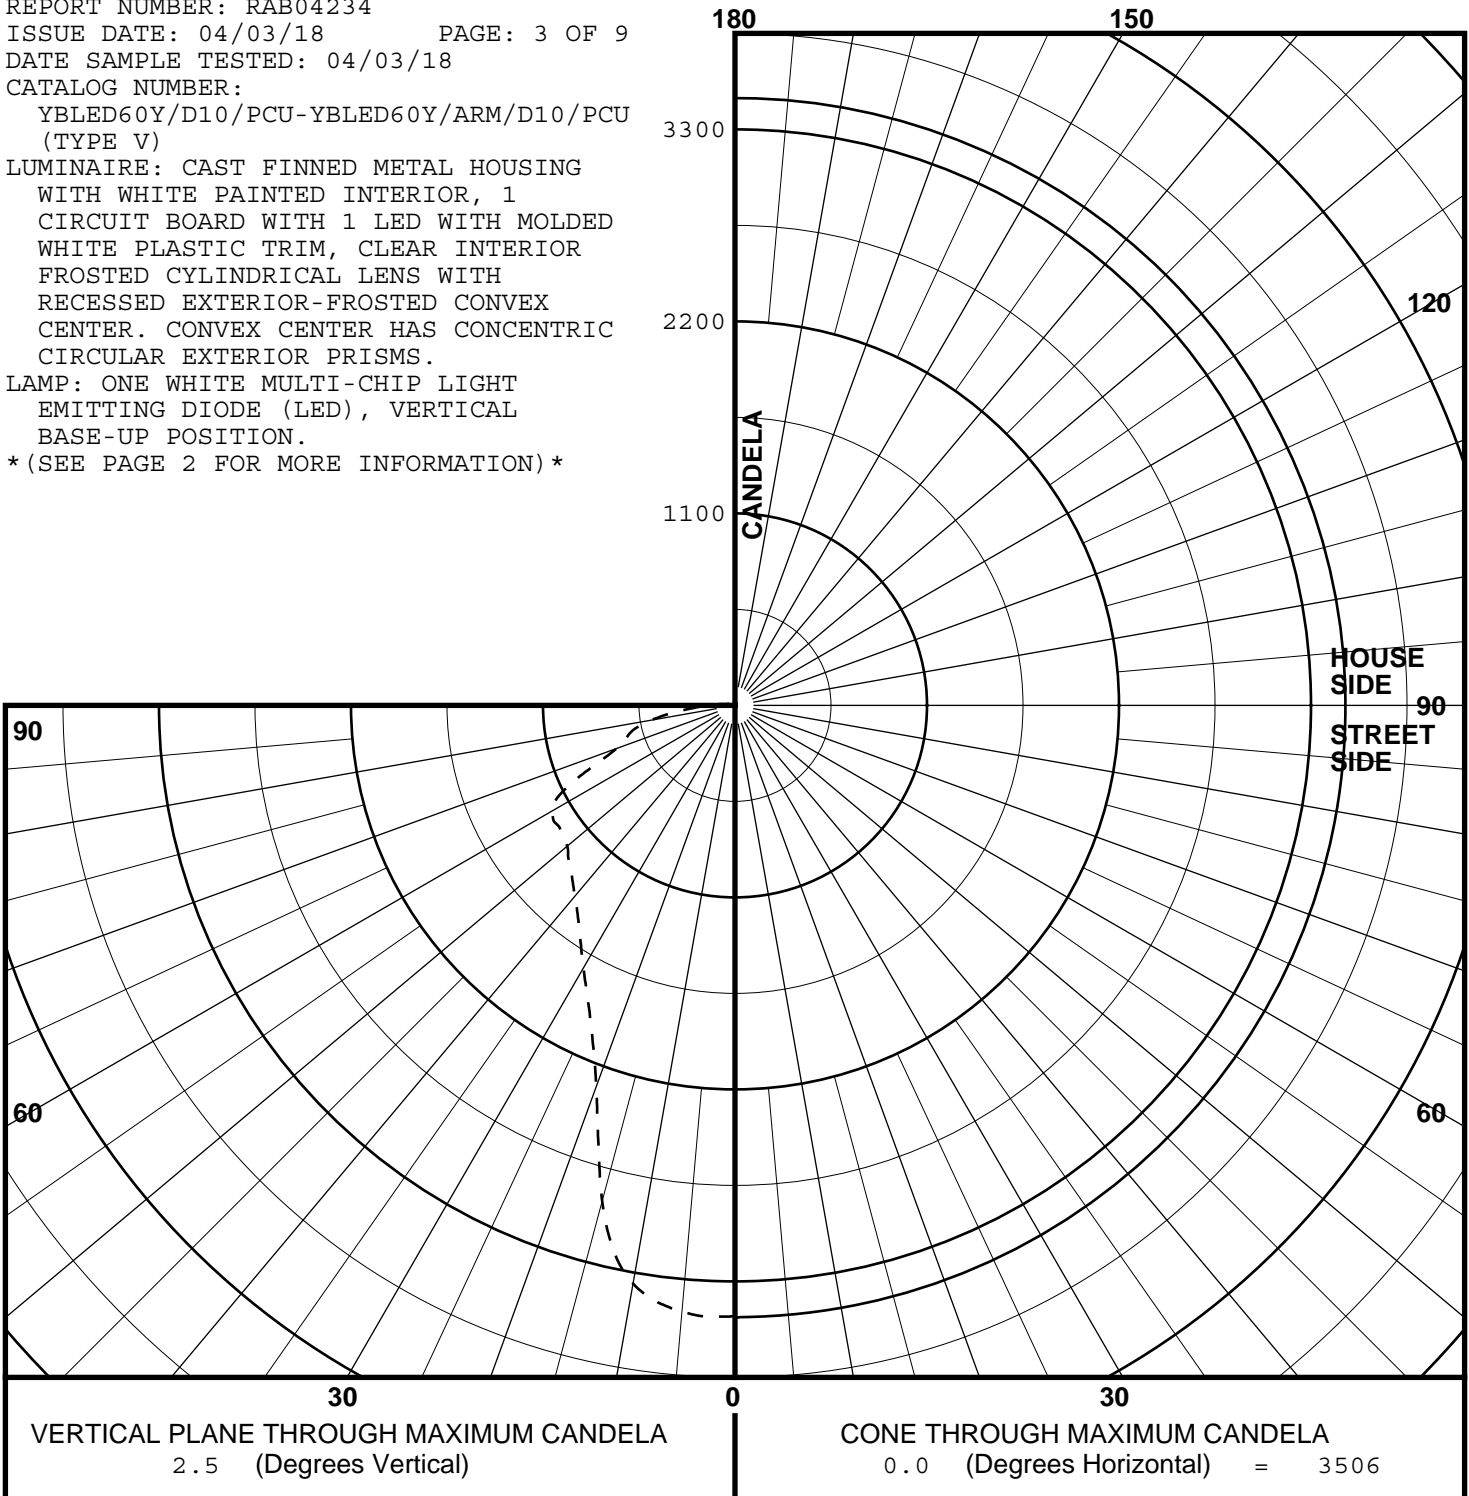 REPORT NUMBER: RAB04234
ISSUE DATE: 04/03/18 PAGE: 3 OF 9
DATE SAMPLE TESTED: 04/03/18
CATALOG NUMBER:
YBLED60Y/D10/PCU-YBLED60Y/ARM/D10/PCU
(TYPE V)
LUMINAIRE: CAST FINNED METAL HOUSING
WITH WHITE PAINTED INTERIOR, 1
CIRCUIT BOARD WITH 1 LED WITH MOLDED
WHITE PLASTIC TRIM, CLEAR INTERIOR
FROSTED CYLINDRICAL LENS WITH
RECESSED EXTERIOR-FROSTED CONVEX
CENTER. CONVEX CENTER HAS CONCENTRIC
CIRCULAR EXTERIOR PRISMS.
LAMP: ONE WHITE MULTI-CHIP LIGHT
EMITTING DIODE (LED), VERTICAL
BASE-UP POSITION.
*(SEE PAGE 2 FOR MORE INFORMATION)*
180
150
3300
120
2200
CANDELA
1100
HOUSE
SIDE
90
STREET
SIDE
90
60
60
30
0
30
VERTICAL PLANE THROUGH MAXIMUM CANDELA
2.5 (Degrees Vertical)
CONE THROUGH MAXIMUM CANDELA
0.0 (Degrees Horizontal) = 3506